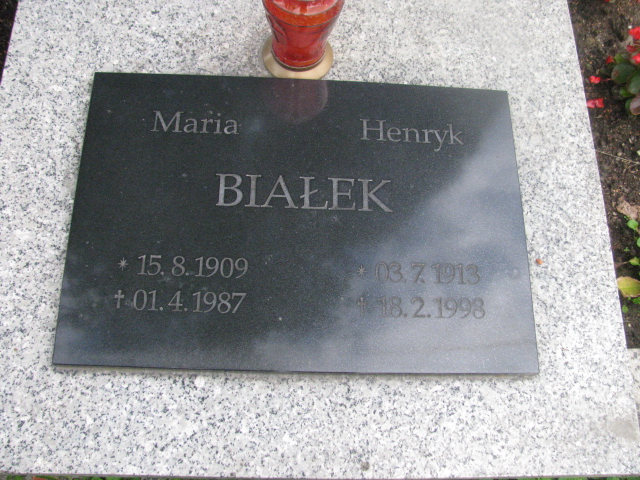 Maria Henryk
BIAŁEK
* 15.8.1909 * 03.7.1913
† 01.4.1987 † 18.2.1998